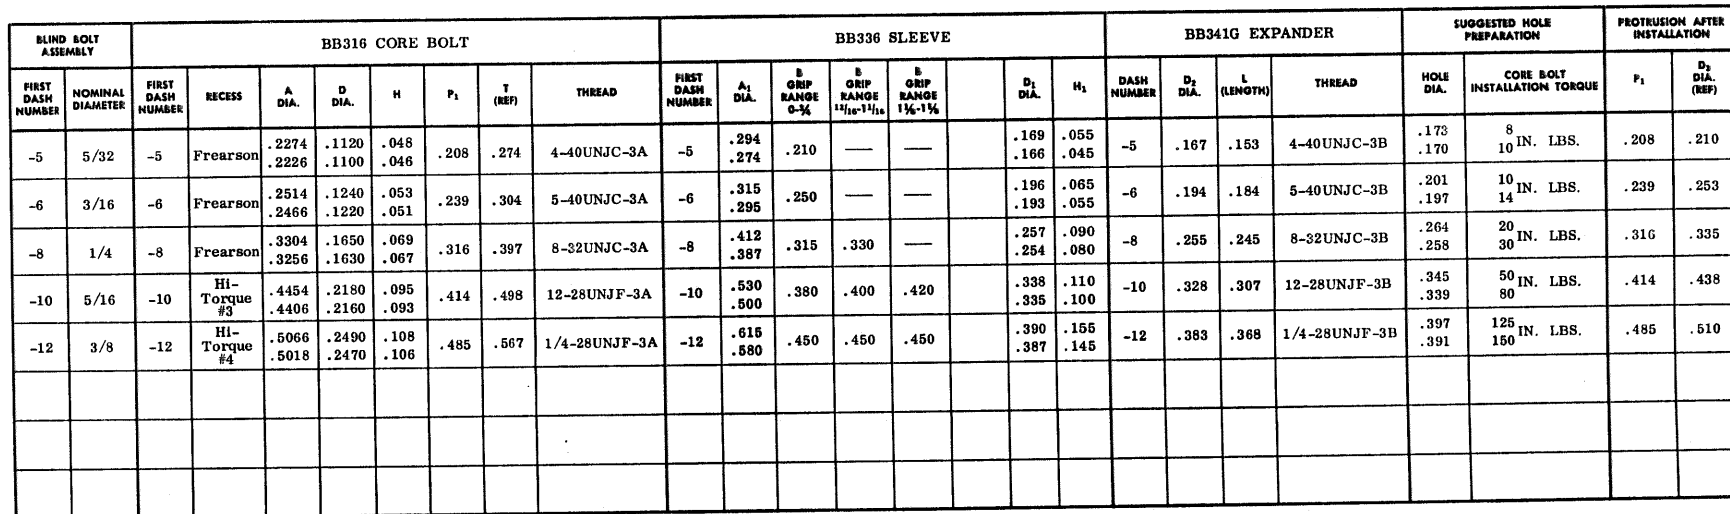 BLIND BOLT ASSEMBLY | BB316 CORE BOLT | BB336 SLEEVE | BB341G EXPANDER | SUGGESTED HOLE PREPARATION | PROTRUSION AFTER INSTALLATION
FIRST DASH NUMBER | NOMINAL DIAMETER | FIRST DASH NUMBER | RECESS | A DIA. | D DIA. | H | P₁ | T (REF) | THREAD | FIRST DASH NUMBER | A₁ DIA. | B GRIP RANGE 0-¾ | B GRIP RANGE | B GRIP RANGE | D₁ DIA. | H₁ | DASH NUMBER | D₂ DIA. | L (LENGTH) | THREAD | HOLE DIA. | CORE BOLT INSTALLATION TORQUE | P₁ | DIA. (REF)
-5 | 5/32 | -5 | Frearson | .2274 .2226 | .1120 .1100 | .048 .046 | .208 | .274 | 4-40UNJC-3A | -5 | .294 .274 | .210 | — | — | .169 .166 | .055 .045 | -5 | .167 | .153 | 4-40UNJC-3B | .173 .170 | 8 10 IN. LBS. | .208 | .210
-6 | 3/16 | -6 | Frearson | .2514 .2466 | .1240 .1220 | .053 .051 | .239 | .304 | 5-40UNJC-3A | -6 | .315 .295 | .250 | — | — | .196 .193 | .065 .055 | -6 | .194 | .184 | 5-40UNJC-3B | .201 .197 | 10 14 IN. LBS. | .239 | .253
-8 | 1/4 | -8 | Frearson | .3304 .3256 | .1650 .1630 | .069 .067 | .316 | .397 | 8-32UNJC-3A | -8 | .412 .387 | .315 | .330 | — | .257 .254 | .090 .080 | -8 | .255 | .245 | 8-32UNJC-3B | .264 .258 | 20 30 IN. LBS. | .316 | .335
-10 | 5/16 | -10 | Hi-Torque #3 | .4454 .4406 | .2180 .2160 | .095 .093 | .414 | .498 | 12-28UNJF-3A | -10 | .530 .500 | .380 | .400 | .420 | .338 .335 | .110 .100 | -10 | .328 | .307 | 12-28UNJF-3B | .345 .339 | 50 80 IN. LBS. | .414 | .438
-12 | 3/8 | -12 | Hi-Torque #4 | .5066 .5018 | .2490 .2470 | .108 .106 | .485 | .567 | 1/4-28UNJF-3A | -12 | .615 .580 | .450 | .450 | .450 | .390 .387 | .155 .145 | -12 | .383 | .368 | 1/4-28UNJF-3B | .397 .391 | 125 150 IN. LBS. | .485 | .510